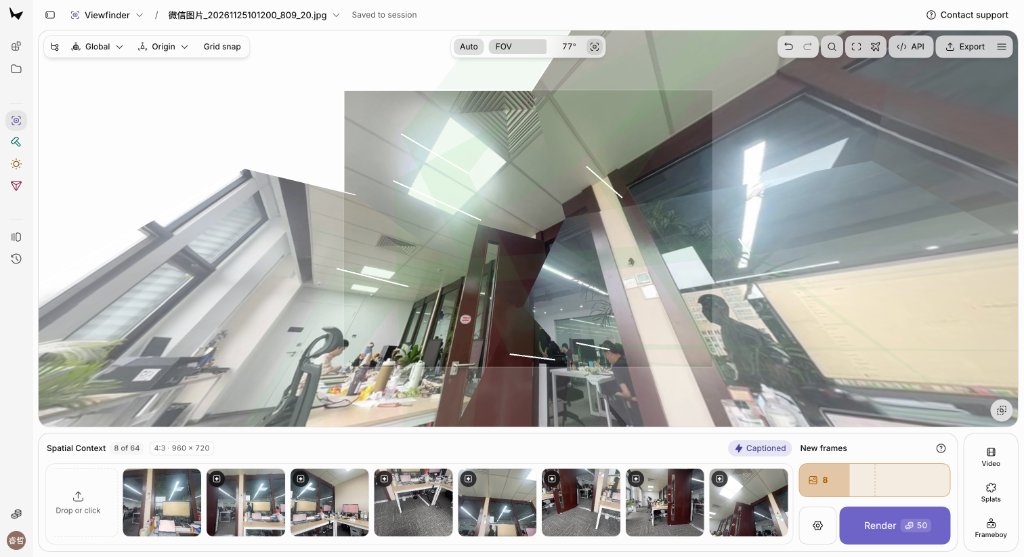 Viewfinder / 微信图片_20261125101200_809_20.jpg Saved to session
Contact support
Global Origin Grid snap
Auto FOV 77°
API Export
Spatial Context 8 of 64 4:3 · 960 × 720
Captioned New frames
Drop or click
8
Render 50
Video
Splats
Frameboy
睿哲